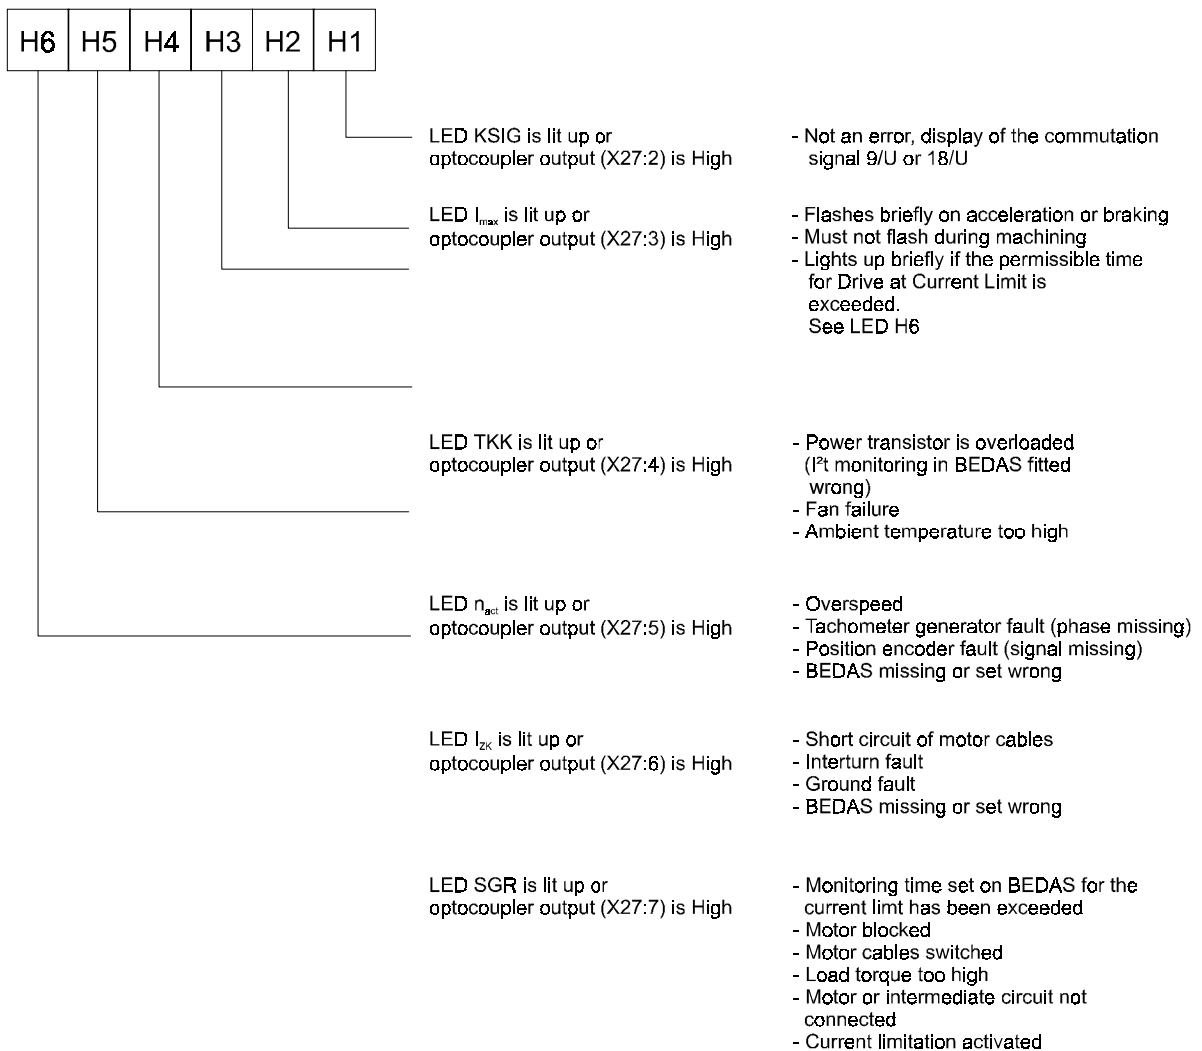 H6 H5 H4 H3 H2 H1
LED KSIG is lit up or
optocoupler output (X27:2) is High
- Not an error, display of the commutation
signal 9/U or 18/U
LED Imax is lit up or
optocoupler output (X27:3) is High
- Flashes briefly on acceleration or braking
- Must not flash during machining
- Lights up briefly if the permissible time
for Drive at Current Limit is
exceeded.
See LED H6
LED TKK is lit up or
optocoupler output (X27:4) is High
- Power transistor is overloaded
(I²t monitoring in BEDAS fitted
wrong)
- Fan failure
- Ambient temperature too high
LED nact is lit up or
optocoupler output (X27:5) is High
- Overspeed
- Tachometer generator fault (phase missing)
- Position encoder fault (signal missing)
- BEDAS missing or set wrong
LED IZK is lit up or
optocoupler output (X27:6) is High
- Short circuit of motor cables
- Interturn fault
- Ground fault
- BEDAS missing or set wrong
LED SGR is lit up or
optocoupler output (X27:7) is High
- Monitoring time set on BEDAS for the
current limt has been exceeded
- Motor blocked
- Motor cables switched
- Load torque too high
- Motor or intermediate circuit not
connected
- Current limitation activated